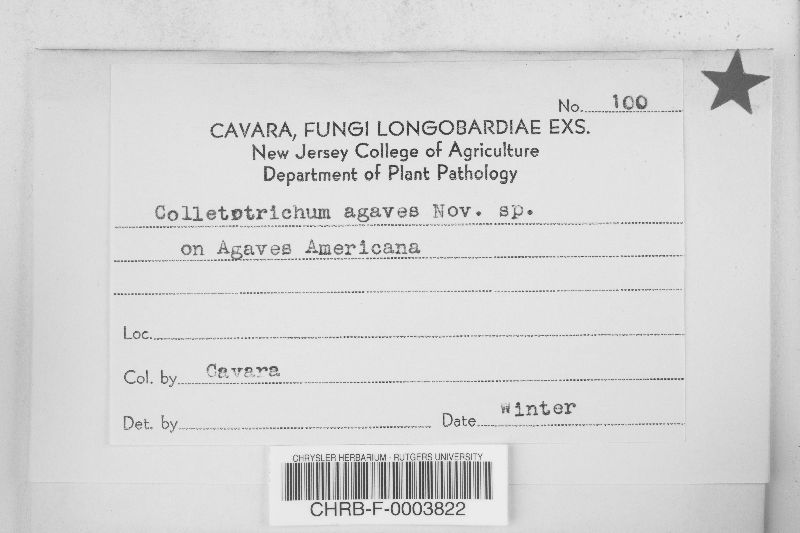 No. 100
CAVARA, FUNGI LONGOBARDIAE EXS.
New Jersey College of Agriculture
Department of Plant Pathology
Colletotrichum agaves Nov. sp.
on Agaves Americana
Loc.
Col. by Cavara
Det. by Date winter
CHRYSLER HERBARIUM - RUTGERS UNIVERSITY
CHRB-F-0003822